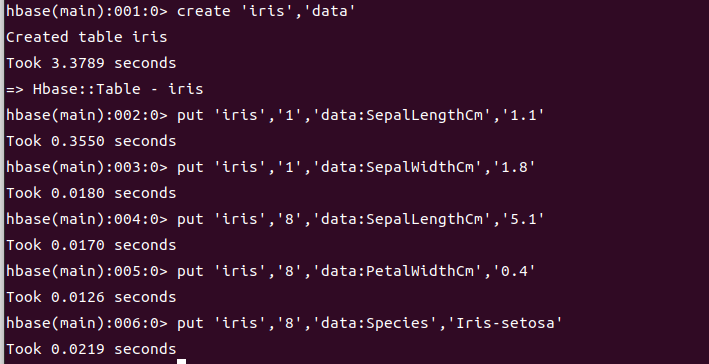 hbase(main):001:0> create 'iris','data'
Created table iris
Took 3.3789 seconds
=> Hbase::Table - iris
hbase(main):002:0> put 'iris','1','data:SepalLengthCm','1.1'
Took 0.3550 seconds
hbase(main):003:0> put 'iris','1','data:SepalWidthCm','1.8'
Took 0.0180 seconds
hbase(main):004:0> put 'iris','8','data:SepalLengthCm','5.1'
Took 0.0170 seconds
hbase(main):005:0> put 'iris','8','data:PetalWidthCm','0.4'
Took 0.0126 seconds
hbase(main):006:0> put 'iris','8','data:Species','Iris-setosa'
Took 0.0219 seconds